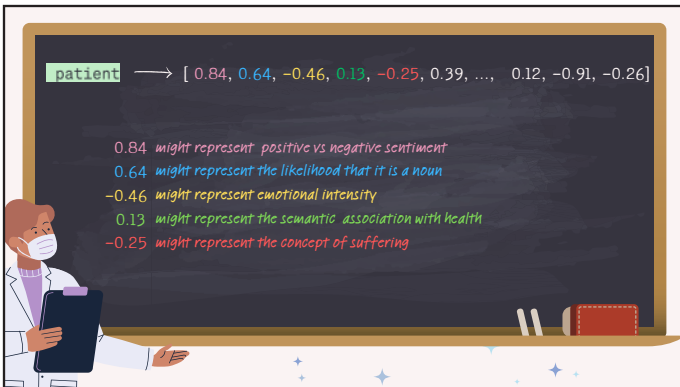 patient → [ 0.84, 0.64, −0.46, 0.13, −0.25, 0.39, ..., 0.12, −0.91, −0.26]
0.84 might represent positive vs negative sentiment
0.64 might represent the likelihood that it is a noun
−0.46 might represent emotional intensity
0.13 might represent the semantic association with health
−0.25 might represent the concept of suffering